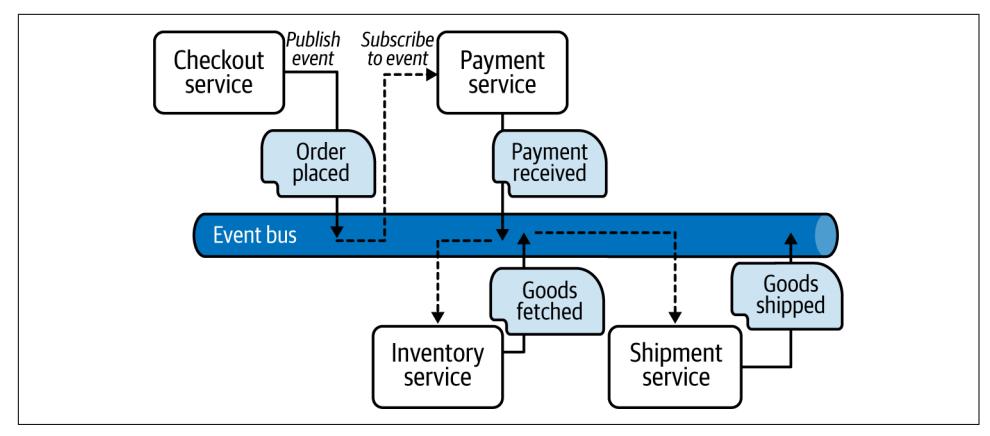 Checkout
service
Publish
event
Subscribe
to event
Payment
service
Order
placed
Payment
received
Event bus
Goods
fetched
Goods
shipped
Inventory
service
Shipment
service